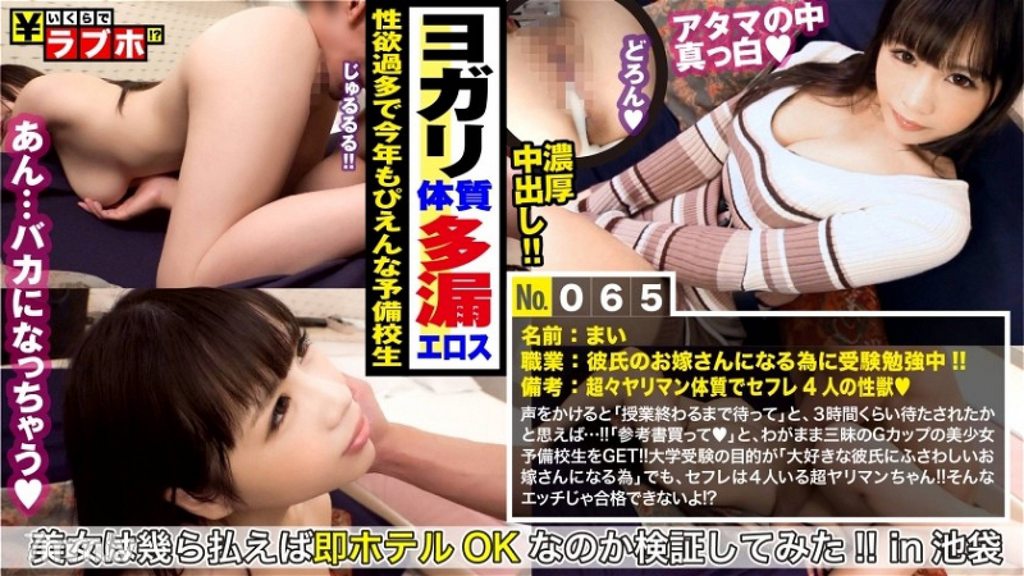 ¥いくらでラブホ!?
じゅるるる!!
あん…バカになっちゃう♥
ヨガリ
体質
多漏
エロス
性欲過多で今年もぴえんな予備校生
どろん♥
アタマの中
真っ白♥
濃厚
中出し!!
No. 065
名前：まい
職業：彼氏のお嫁さんになる為に受験勉強中!!
備考：超々ヤリマン体質でセフレ4人の性獣♥
声をかけると「授業終わるまで待って」と、3時間くらい待たされたか
と思えば…!!「参考書買って♥」と、わがまま三昧のGカップの美少女
予備校生をGET!!大学受験の目的が「大好きな彼氏にふさわしいお
嫁さんになる為」でも、セフレは4人いる超ヤリマンちゃん!!そんな
エッチじゃ合格できないよ!?
美女は幾ら払えば即ホテルOKなのか検証してみた!! in 池袋